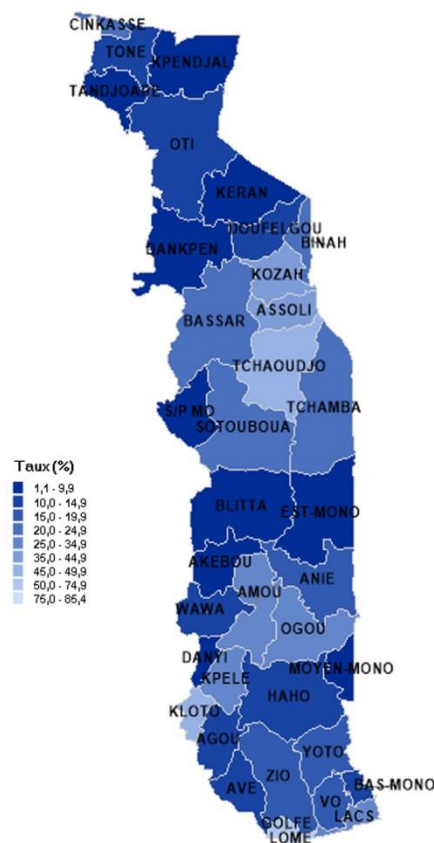 CINKASSE
TONE
KPENDJAL
TANDJOARE
OTI
KERAN
DOUFELGOU
BINAH
DANKPEN
KOZAH
ASSOLI
BASSAR
TCHAOUDJO
TCHAMBA
S/P MO
SOTOUBOUA
Taux (%)
1,1 - 9,9
10,0 - 14,9
15,0 - 19,9
20,0 - 24,9
25,0 - 34,9
35,0 - 44,9
45,0 - 49,9
50,0 - 74,9
75,0 - 85,4
BLITTA
EST-MONO
AKEBOU
ANIE
AMOU
WAWA
OGOU
DANYI
MOYEN-MONO
KPELE
HAHO
KLOTO
AGOU
YOTO
ZIO
BAS-MONO
AVE
VO
LACS
GOLFE
LOME